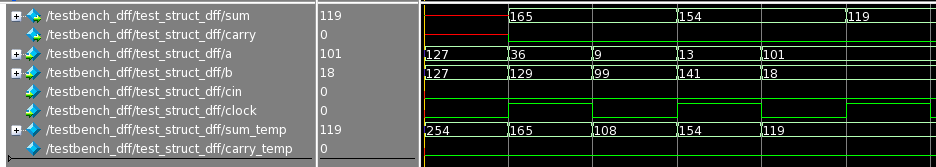 /testbench_dff/test_struct_dff/sum 119 165 154 119
/testbench_dff/test_struct_dff/carry 0
/testbench_dff/test_struct_dff/a 101 127 36 9 13 101
/testbench_dff/test_struct_dff/b 18 127 129 99 141 18
/testbench_dff/test_struct_dff/cin 0
/testbench_dff/test_struct_dff/clock 0
/testbench_dff/test_struct_dff/sum_temp 119 254 165 108 154 119
/testbench_dff/test_struct_dff/carry_temp 0